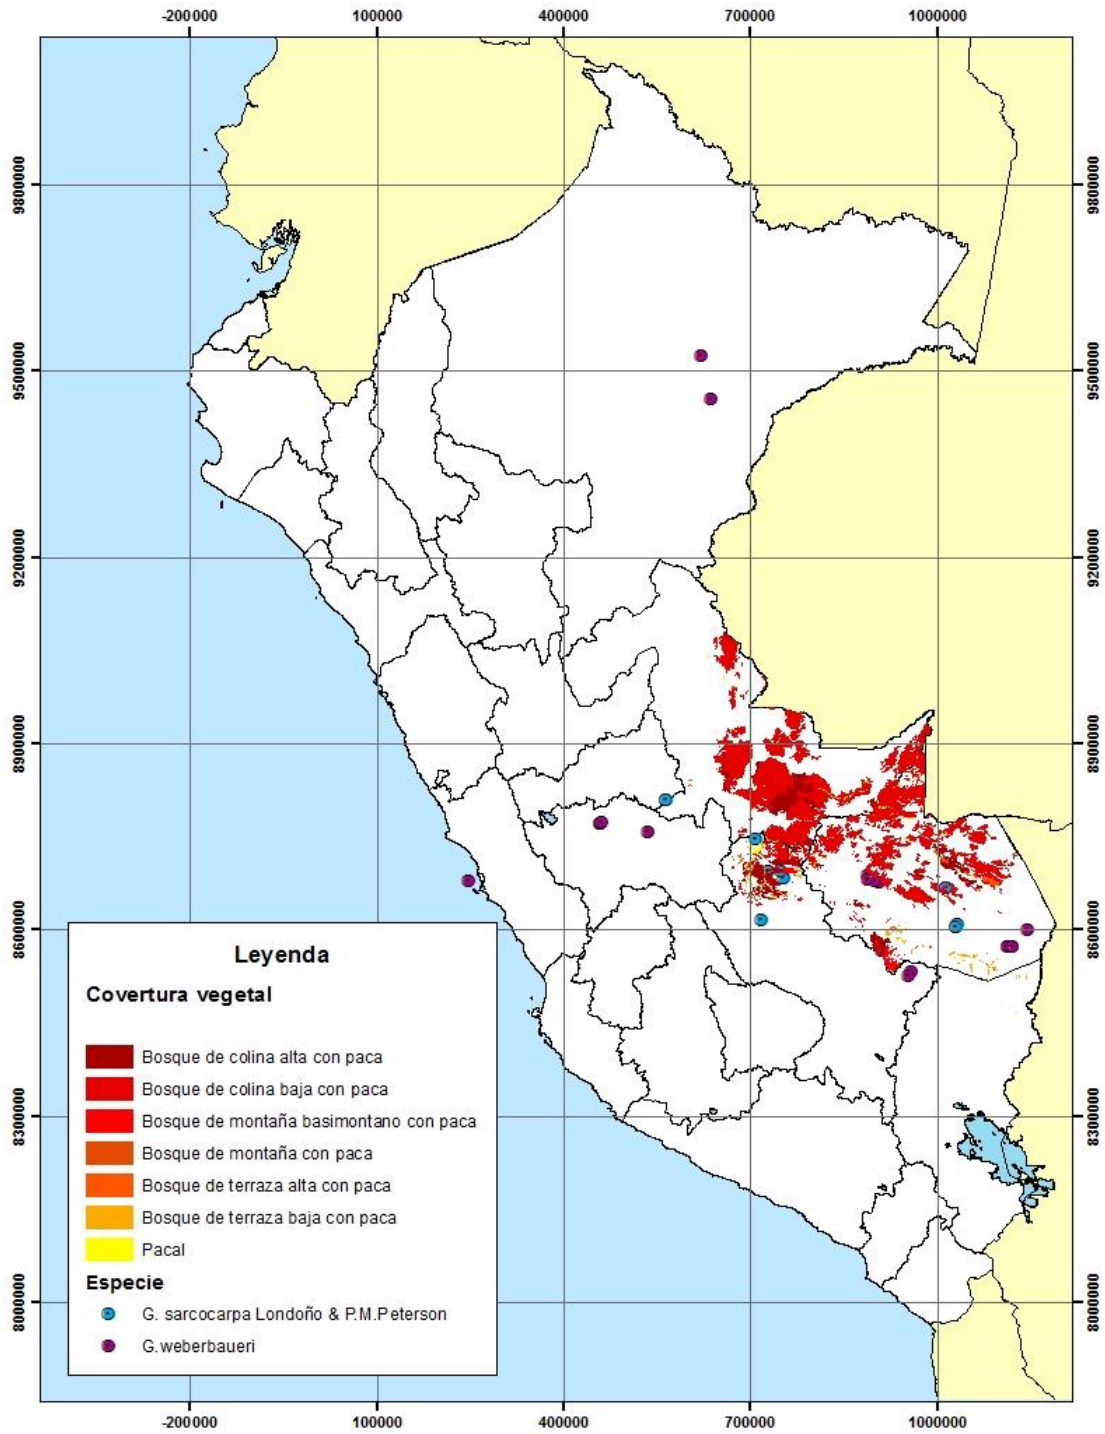 -200000 100000 400000 700000 1000000
9800000 9800000
9500000 9500000
9200000 9200000
8900000 8900000
8600000 8600000
Leyenda
Covertura vegetal
Bosque de colina alta con paca
Bosque de colina baja con paca
Bosque de montaña basimontano con paca
Bosque de montaña con paca
Bosque de terraza alta con paca
Bosque de terraza baja con paca
Pacal
Especie
G. sarcocarpa Londoño & P.M.Peterson
G.weberbaueri
8300000 8300000
8000000 8000000
-200000 100000 400000 700000 1000000